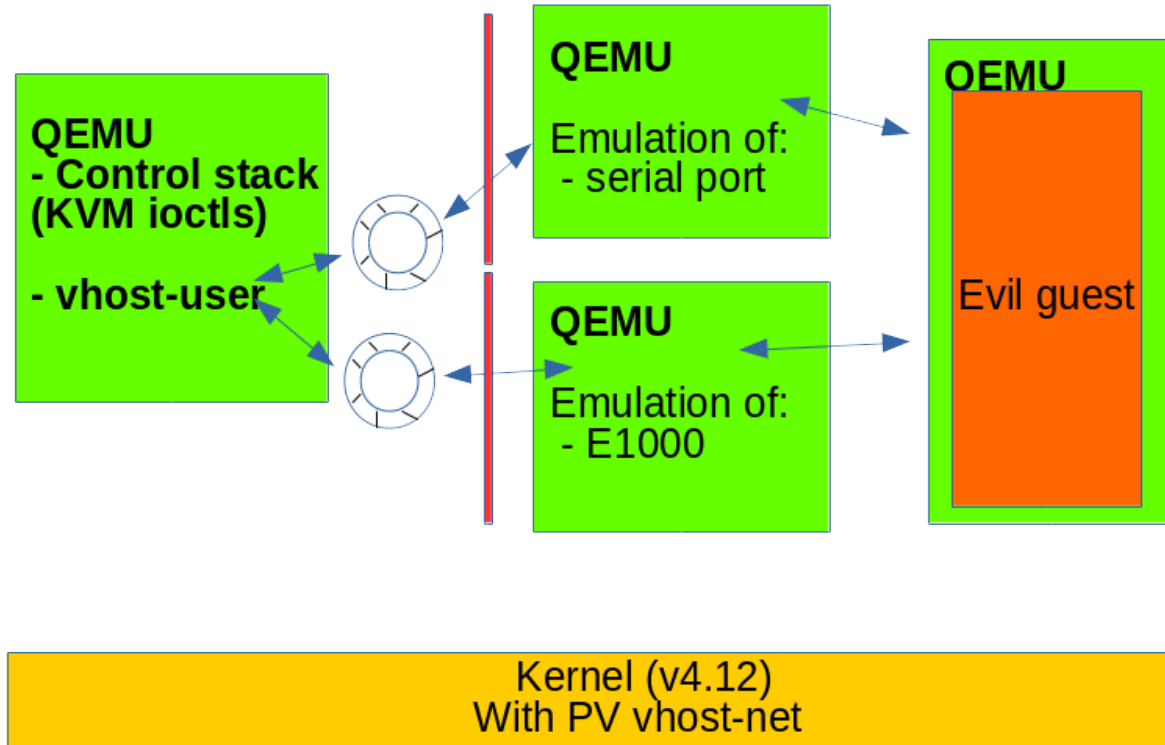 QEMU
- Control stack
(KVM ioctls)
- vhost-user
QEMU
Emulation of:
- serial port
QEMU
Emulation of:
- E1000
QEMU
Evil guest
Kernel (v4.12)
With PV vhost-net